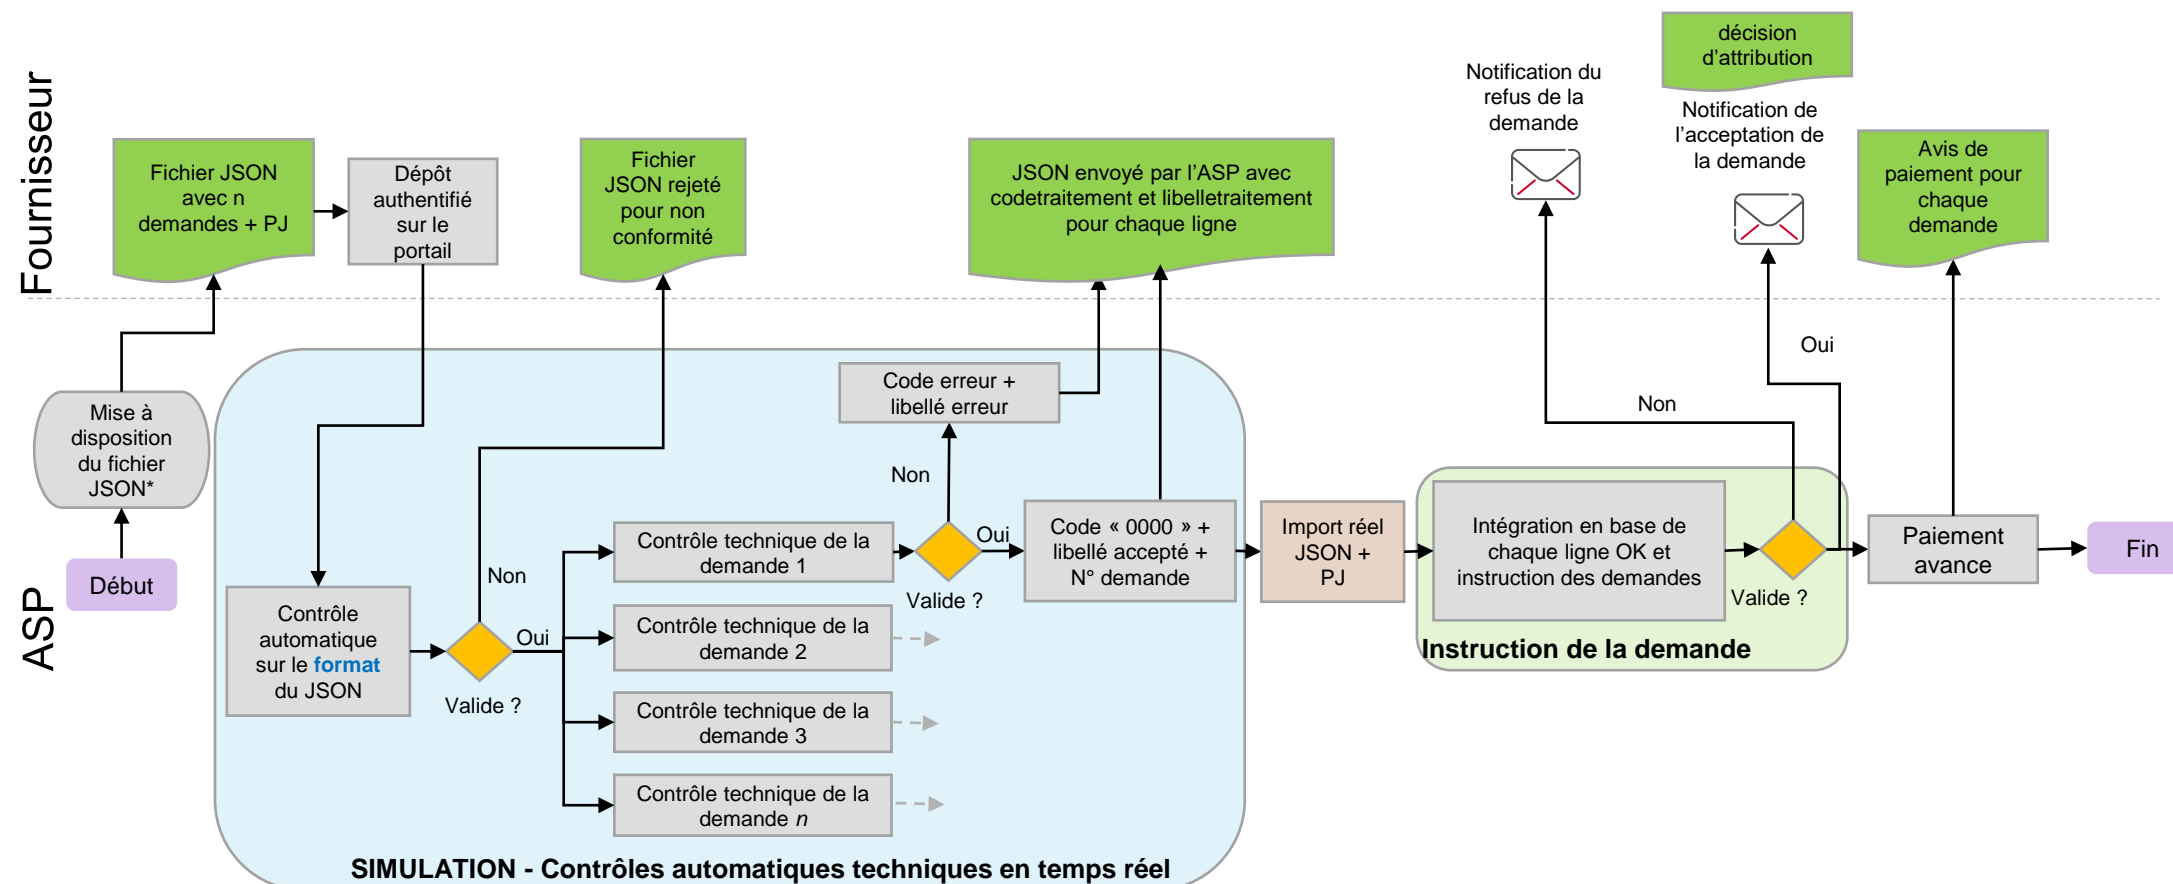 Fournisseur
Fichier JSON
avec n
demandes + PJ
Dépôt
authentifié
sur le
portail
Fichier
JSON rejeté
pour non
conformité
JSON envoyé par l'ASP avec
codetraitement et libelletraitement
pour chaque ligne
Notification du
refus de la
demande
décision
d'attribution
Notification de
l'acceptation de
la demande
Avis de
paiement pour
chaque
demande
ASP
Mise à
disposition
du fichier
JSON*
Début
Contrôle
automatique
sur le format
du JSON
Valide ?
Non
Oui
Contrôle technique de la
demande 1
Contrôle technique de la
demande 2
Contrôle technique de la
demande 3
Contrôle technique de la
demande n
Code erreur +
libellé erreur
Non
Oui
Valide ?
Code « 0000 » +
libellé accepté +
N° demande
SIMULATION - Contrôles automatiques techniques en temps réel
Import réel
JSON +
PJ
Intégration en base de
chaque ligne OK et
instruction des demandes
Valide ?
Instruction de la demande
Non
Oui
Paiement
avance
Fin